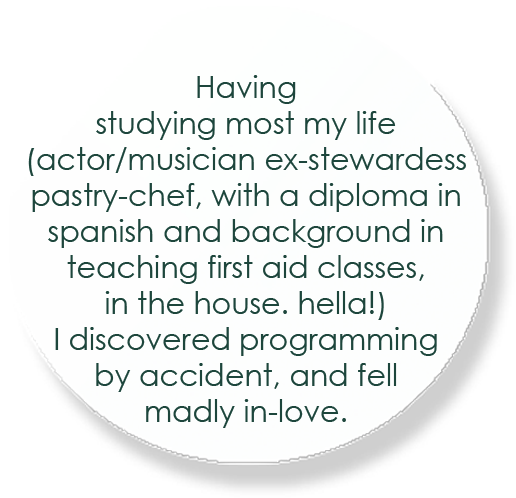 Having
studying most my life
(actor/musician ex-stewardess
pastry-chef, with a diploma in
spanish and background in
teaching first aid classes,
in the house. hella!)
I discovered programming
by accident, and fell
madly in-love.